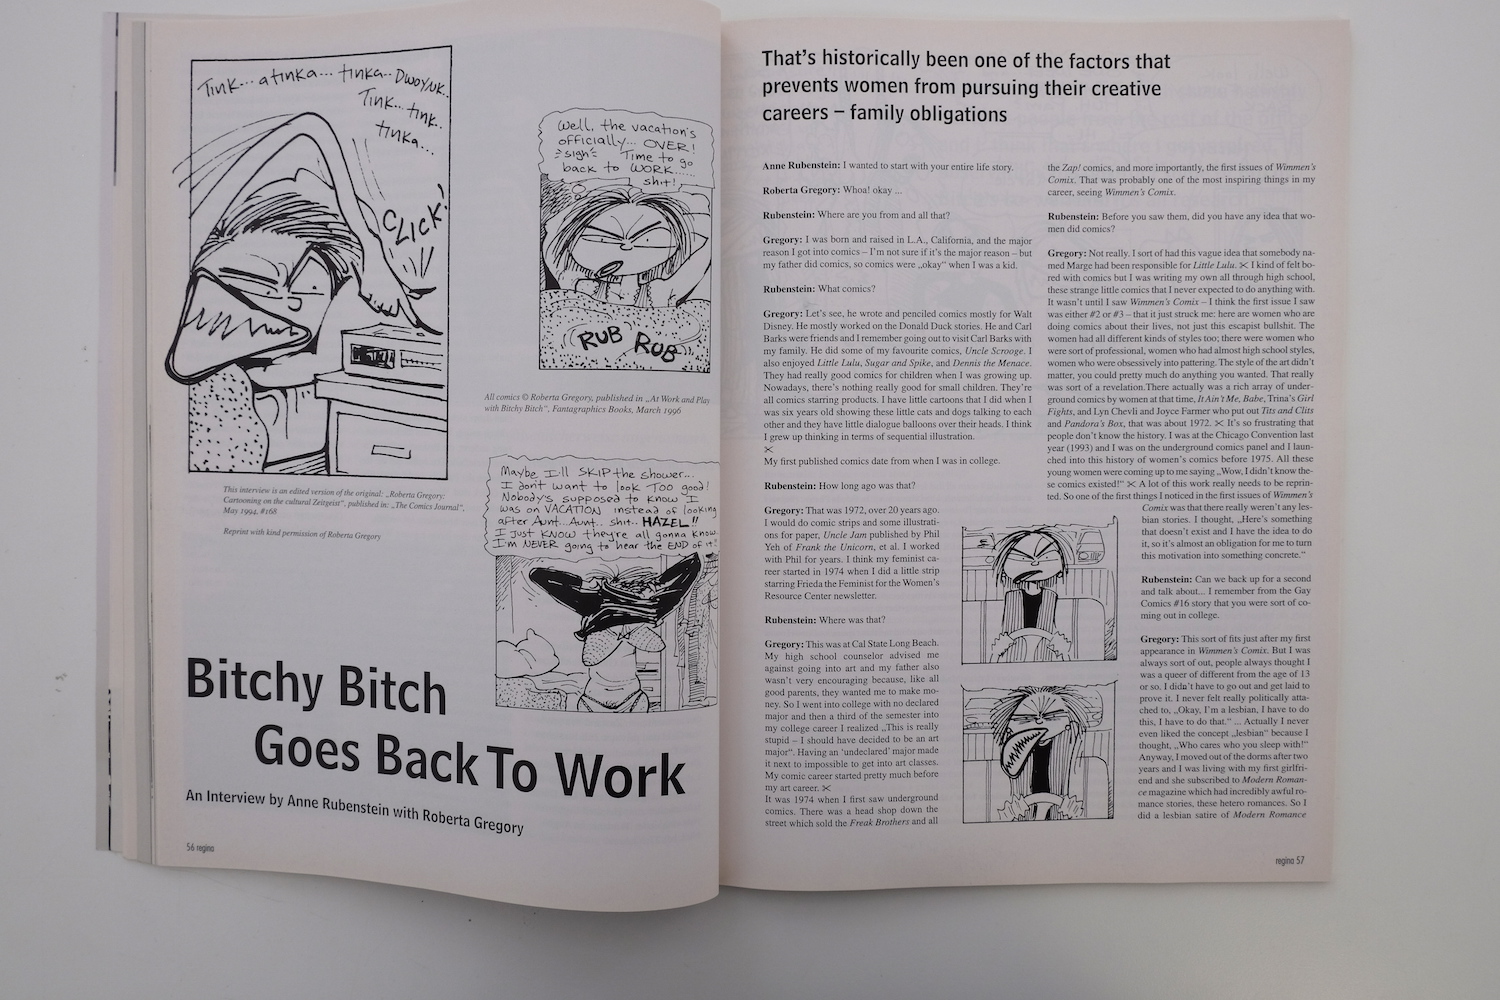 Tink... atinka... tinka.. Dwoynk..
Tink... tink..
tinka...
CLICK!
Well, the vacation's
officially... OVER!
sigh Time to go
back to WORK......
shit!
RUB RUB
All comics © Roberta Gregory, published in „At Work and Play
with Bitchy Bitch“, Fantagraphics Books, March 1996
This interview is an edited version of the original: „Roberta Gregory:
Cartooning on the cultural Zeitgeist“, published in: „The Comics Journal“,
May 1994, #168
Reprint with kind permission of Roberta Gregory
Maybe I'll SKIP the shower...
I don't want to look TOO good!
Nobody's supposed to know I
was on VACATION instead of looking
after Aunt.. Aunt.. shit.. HAZEL!!
I just KNOW they're all gonna know..
I'm NEVER going to hear the END of it!
Bitchy Bitch
Goes Back To Work
An Interview by Anne Rubenstein with Roberta Gregory
56 regina
That's historically been one of the factors that
prevents women from pursuing their creative
careers – family obligations
Anne Rubenstein: I wanted to start with your entire life story.
Roberta Gregory: Whoa! okay ...
Rubenstein: Where are you from and all that?
Gregory: I was born and raised in L.A., California, and the major
reason I got into comics – I'm not sure if it's the major reason – but
my father did comics, so comics were „okay“ when I was a kid.
Rubenstein: What comics?
Gregory: Let's see, he wrote and penciled comics mostly for Walt
Disney. He mostly worked on the Donald Duck stories. He and Carl
Barks were friends and I remember going out to visit Carl Barks with
my family. He did some of my favourite comics, Uncle Scrooge. I
also enjoyed Little Lulu, Sugar and Spike, and Dennis the Menace.
They had really good comics for children when I was growing up.
Nowadays, there's nothing really good for small children. They're
all comics starring products. I have little cartoons that I did when I
was six years old showing these little cats and dogs talking to each
other and they have little dialogue balloons over their heads. I think
I grew up thinking in terms of sequential illustration.
✂
My first published comics date from when I was in college.
Rubenstein: How long ago was that?
Gregory: That was 1972, over 20 years ago.
I would do comic strips and some illustrati-
ons for paper, Uncle Jam published by Phil
Yeh of Frank the Unicorn, et al. I worked
with Phil for years. I think my feminist ca-
reer started in 1974 when I did a little strip
starring Frieda the Feminist for the Women's
Resource Center newsletter.
Rubenstein: Where was that?
Gregory: This was at Cal State Long Beach.
My high school counselor advised me
against going into art and my father also
wasn't very encouraging because, like all
good parents, they wanted me to make mo-
ney. So I went into college with no declared
major and then a third of the semester into
my college career I realized „This is really
stupid – I should have decided to be an art
major“. Having an 'undeclared' major made
it next to impossible to get into art classes.
My comic career started pretty much before
my art career. ✂
It was 1974 when I first saw underground
comics. There was a head shop down the
street which sold the Freak Brothers and all
the Zap! comics, and more importantly, the first issues of Wimmen's
Comix. That was probably one of the most inspiring things in my
career, seeing Wimmen's Comix.
Rubenstein: Before you saw them, did you have any idea that wo-
men did comics?
Gregory: Not really. I sort of had this vague idea that somebody na-
med Marge had been responsible for Little Lulu. ✂ I kind of felt bo-
red with comics but I was writing my own all through high school,
these strange little comics that I never expected to do anything with.
It wasn't until I saw Wimmen's Comix – I think the first issue I saw
was either #2 or #3 – that it just struck me: here are women who are
doing comics about their lives, not just this escapist bullshit. The
women had all different kinds of styles too; there were women who
were sort of professional, women who had almost high school styles,
women who were obsessively into pattering. The style of the art didn't
matter, you could pretty much do anything you wanted. That really
was sort of a revelation.There actually was a rich array of under-
ground comics by women at that time, It Ain't Me, Babe, Trina's Girl
Fights, and Lyn Chevli and Joyce Farmer who put out Tits and Clits
and Pandora's Box, that was about 1972. ✂ It's so frustrating that
people don't know the history. I was at the Chicago Convention last
year (1993) and I was on the underground comics panel and I laun-
ched into this history of women's comics before 1975. All these
young women were coming up to me saying „Wow, I didn't know the-
se comics existed!“ ✂ A lot of this work really needs to be reprin-
ted. So one of the first things I noticed in the first issues of Wimmen's
Comix was that there really weren't any les-
bian stories. I thought, „Here's something
that doesn't exist and I have the idea to do
it, so it's almost an obligation for me to turn
this motivation into something concrete.“
Rubenstein: Can we back up for a second
and talk about... I remember from the Gay
Comics #16 story that you were sort of co-
ming out in college.
Gregory: This sort of fits just after my first
appearance in Wimmen's Comix. But I was
always sort of out, people always thought I
was a queer of different from the age of 13
or so. I didn't have to go out and get laid to
prove it. I never felt really politically atta-
ched to, „Okay, I'm a lesbian, I have to do
this, I have to do that.“ ... Actually I never
even liked the concept „lesbian“ because I
thought, „Who cares who you sleep with!“
Anyway, I moved out of the dorms after two
years and I was living with my first girlfri-
end and she subscribed to Modern Roman-
ce magazine which had incredibly awful ro-
mance stories, these hetero romances. So I
did a lesbian satire of Modern Romance
regina 57